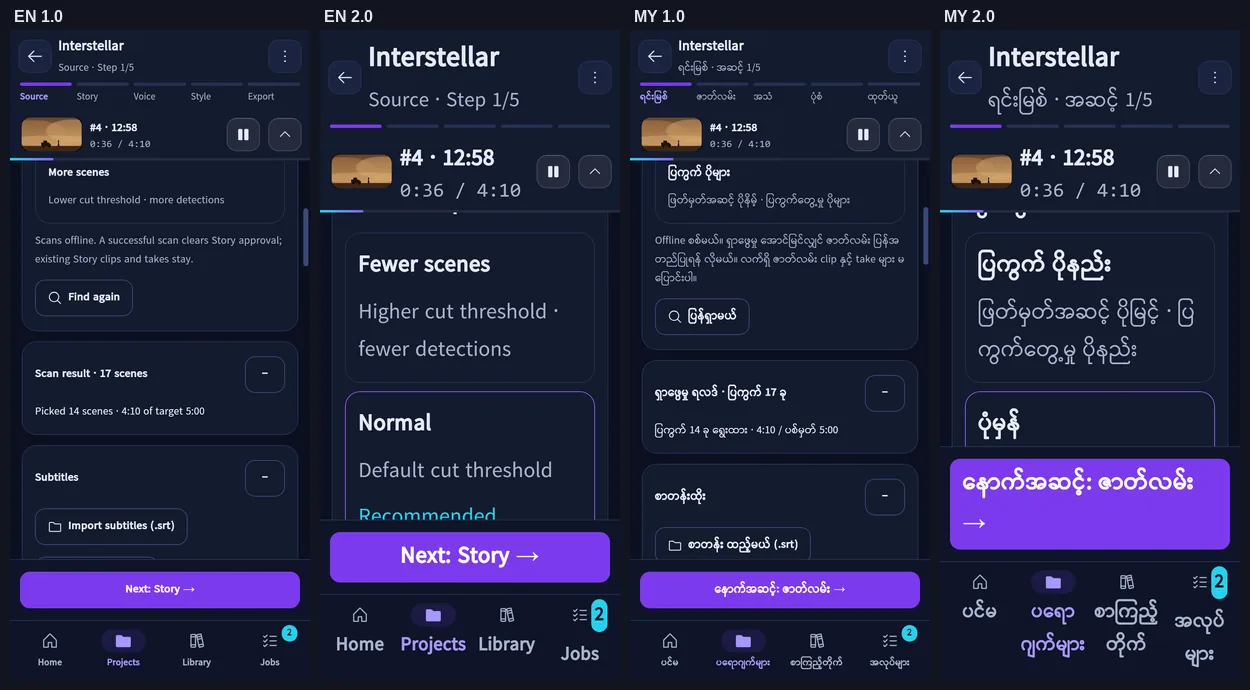 EN 1.0
Interstellar
Source · Step 1/5
Source
Story
Voice
Style
Export
#4 · 12:58
0:36 / 4:10
More scenes
Lower cut threshold · more detections
Scans offline. A successful scan clears Story approval;
existing Story clips and takes stay.
Find again
Scan result · 17 scenes
Picked 14 scenes · 4:10 of target 5:00
Subtitles
Import subtitles (.srt)
Next: Story →
Home
Projects
Library
Jobs
2
EN 2.0
Interstellar
Source · Step 1/5
#4 · 12:58
0:36 / 4:10
Fewer scenes
Higher cut threshold ·
fewer detections
Normal
Default cut threshold
Recommended
Next: Story →
Home
Projects
Library
Jobs
2
MY 1.0
Interstellar
ရင်းမြစ် · အဆင့် 1/5
ရင်းမြစ်
ဇာတ်လမ်း
အသံ
ပုံစံ
ထုတ်ယူ
#4 · 12:58
0:36 / 4:10
ပြကွက် ပိုများ
ဖြတ်မှတ်အဆင့် ပိုနိမ့် · ပြကွက်တွေ့မှု ပိုများ
Offline စစ်မယ်။ ရှာဖွေမှု အောင်မြင်လျှင် ဇာတ်လမ်း ပြန်အ
တည်ပြုရန် လိုမယ်။ လက်ရှိ ဇာတ်လမ်း clip နှင့် take များ မ
ပြောင်းပါ။
ပြန်ရှာမယ်
ရှာဖွေမှု ရလဒ် · ပြကွက် 17 ခု
ပြကွက် 14 ခု ရွေးထား · 4:10 / ပစ်မှတ် 5:00
စာတန်းထိုး
စာတန်း ထည့်မယ် (.srt)
နောက်အဆင့်: ဇာတ်လမ်း →
ပင်မ
ပရောဂျက်များ
စာကြည့်တိုက်
အလုပ်များ
2
MY 2.0
Interstellar
ရင်းမြစ် · အဆင့် 1/5
#4 · 12:58
0:36 / 4:10
ပြကွက် ပိုနည်း
ဖြတ်မှတ်အဆင့် ပိုမြင့် · ပြ
ကွက်တွေ့မှု ပိုနည်း
ပုံမှန်
နောက်အဆင့်: ဇာတ်လမ်း
→
ပင်မ
ပရော
ဂျက်များ
စာကြည့်
တိုက်
အလုပ်
များ
2